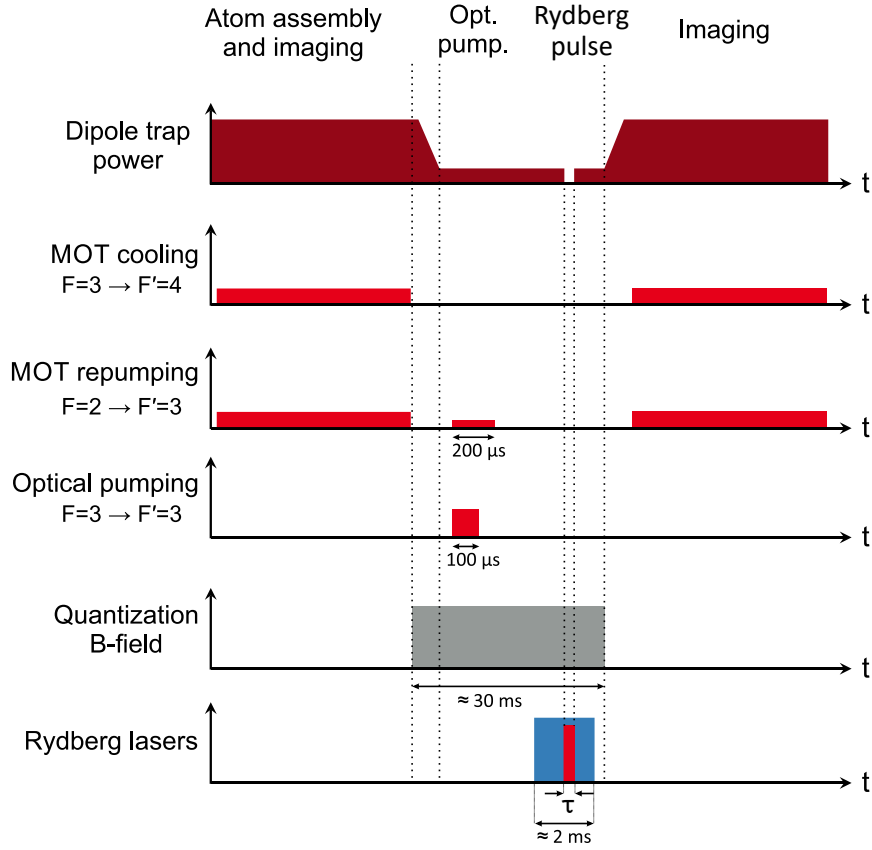 Atom assembly
and imaging
Opt.
pump.
Rydberg
pulse
Imaging
Dipole trap
power
t
MOT cooling
F=3 → F′=4
t
MOT repumping
F=2 → F′=3
200 μs
t
Optical pumping
F=3 → F′=3
100 μs
t
Quantization
B-field
≈ 30 ms
t
Rydberg lasers
τ
≈ 2 ms
t